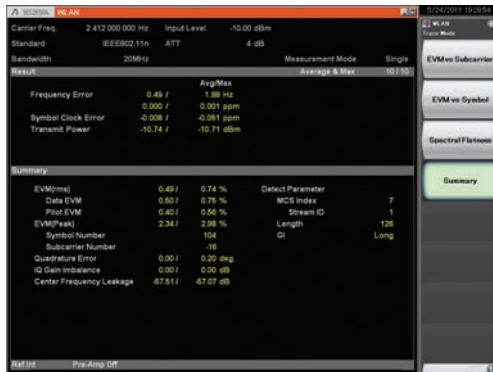 MS269xA WLAN 5/24/2011 19:29:54
Carrier Freq. 2 412 000 000 Hz Input Level -10.00 dBm
Standard IEEE802.11n ATT 4 dB
Bandwidth 20MHz Measurement Mode Single
Result Average & Max 10/10
Avg/Max
Frequency Error 0.49 / 1.88 Hz
0.000 / 0.001 ppm
Symbol Clock Error -0.008 / -0.051 ppm
Transmit Power -10.74 / -10.71 dBm
Summary
EVM(rms) 0.49 / 0.74 % Detect Parameter
Data EVM 0.50 / 0.75 % MCS Index 7
Pilot EVM 0.40 / 0.56 % Stream ID 1
EVM(Peak) 2.34 / 2.98 % Length 126
Symbol Number 104 GI Long
Subcarrier Number -16
Quadrature Error 0.00 / 0.20 deg.
IQ Gain Imbalance 0.00 / 0.00 dB
Center Frequency Leakage -67.51 / -67.07 dB
Ref.Int Pre-Amp Off
WLAN
Trace Mode
EVM vs Subcarrier
EVM vs Symbol
Spectral Flatness
Summary